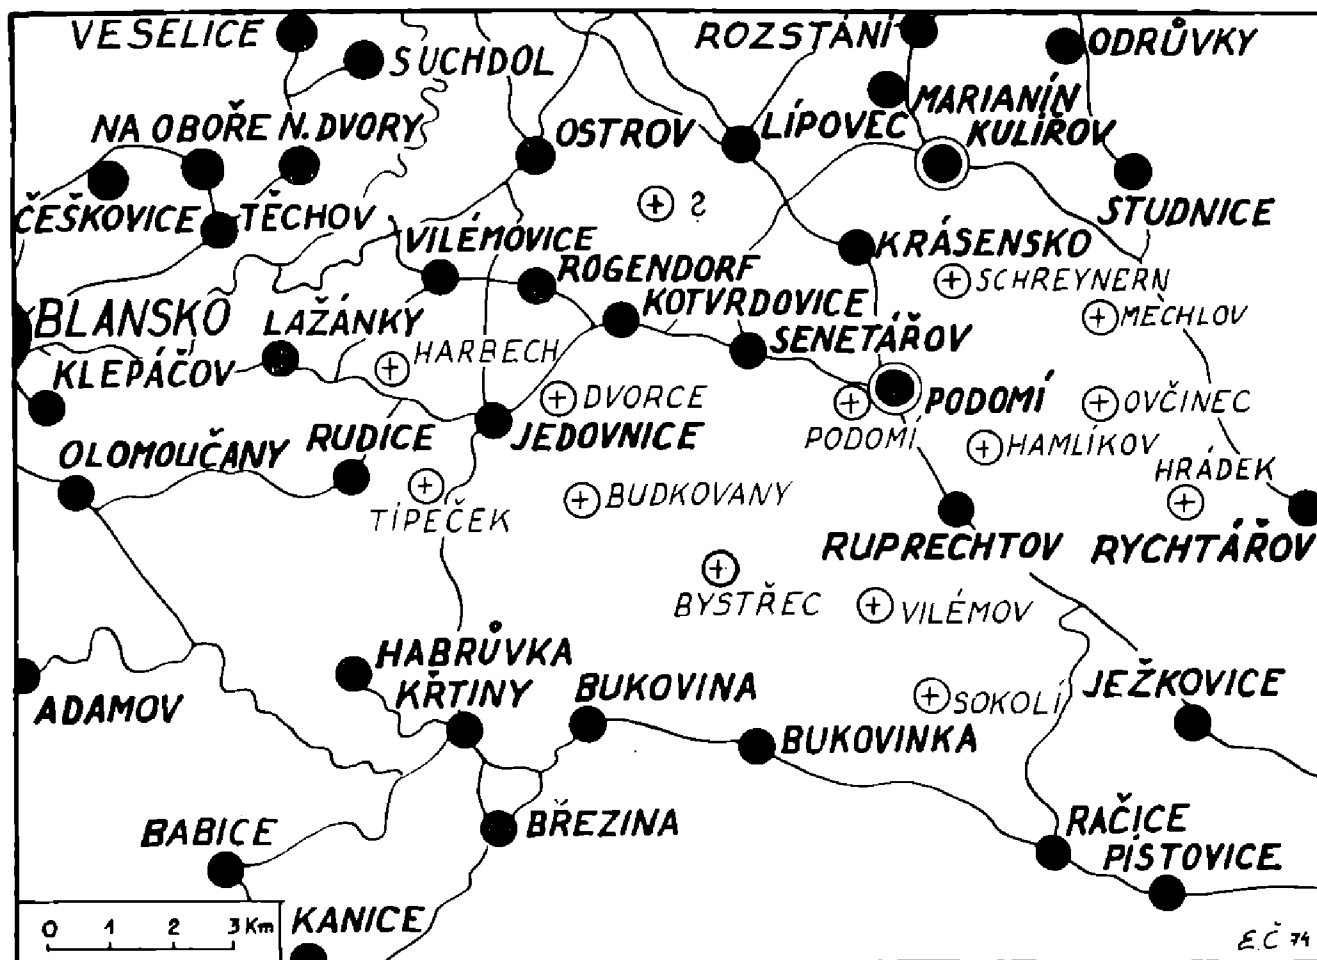 VESELICE
SUCHDOL
ROZSTÁNÍ
ODRŮVKY
NA OBOŘE
N. DVORY
OSTROV
LÍPOVEC
MARIANÍN
KULÍŘOV
ČEŠKOVICE
TĚCHOV
2
STUDNICE
VILÉMOVICE
KRÁSENSKO
ROGENDORF
SCHREYNERN
BLANSKO
LAŽÁNKY
KOTVRDOVICE
MĚCHLOV
SENETÁŘOV
HARBECH
KLEPÁČOV
DVORCE
PODOMÍ
OVČINEC
RUDICE
JEDOVNICE
PODOMÍ
HAMLÍKOV
OLOMOUČANY
HRÁDEK
TÍPEČEK
BUDKOVANY
RUPRECHTOV
RYCHTÁŘOV
BYSTŘEC
VILÉMOV
HABRŮVKA
KŘTINY
BUKOVINA
JEŽKOVICE
ADAMOV
SOKOLÍ
BUKOVINKA
BABICE
BŘEZINA
RAČICE
PÍSTOVICE
0 1 2 3 Km
KANICE
E.Č 74